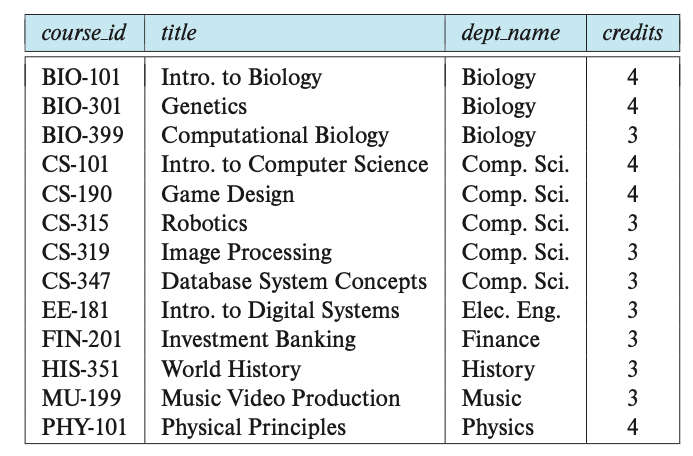 course_id title dept_name credits
BIO-101 Intro. to Biology Biology 4
BIO-301 Genetics Biology 4
BIO-399 Computational Biology Biology 3
CS-101 Intro. to Computer Science Comp. Sci. 4
CS-190 Game Design Comp. Sci. 4
CS-315 Robotics Comp. Sci. 3
CS-319 Image Processing Comp. Sci. 3
CS-347 Database System Concepts Comp. Sci. 3
EE-181 Intro. to Digital Systems Elec. Eng. 3
FIN-201 Investment Banking Finance 3
HIS-351 World History History 3
MU-199 Music Video Production Music 3
PHY-101 Physical Principles Physics 4